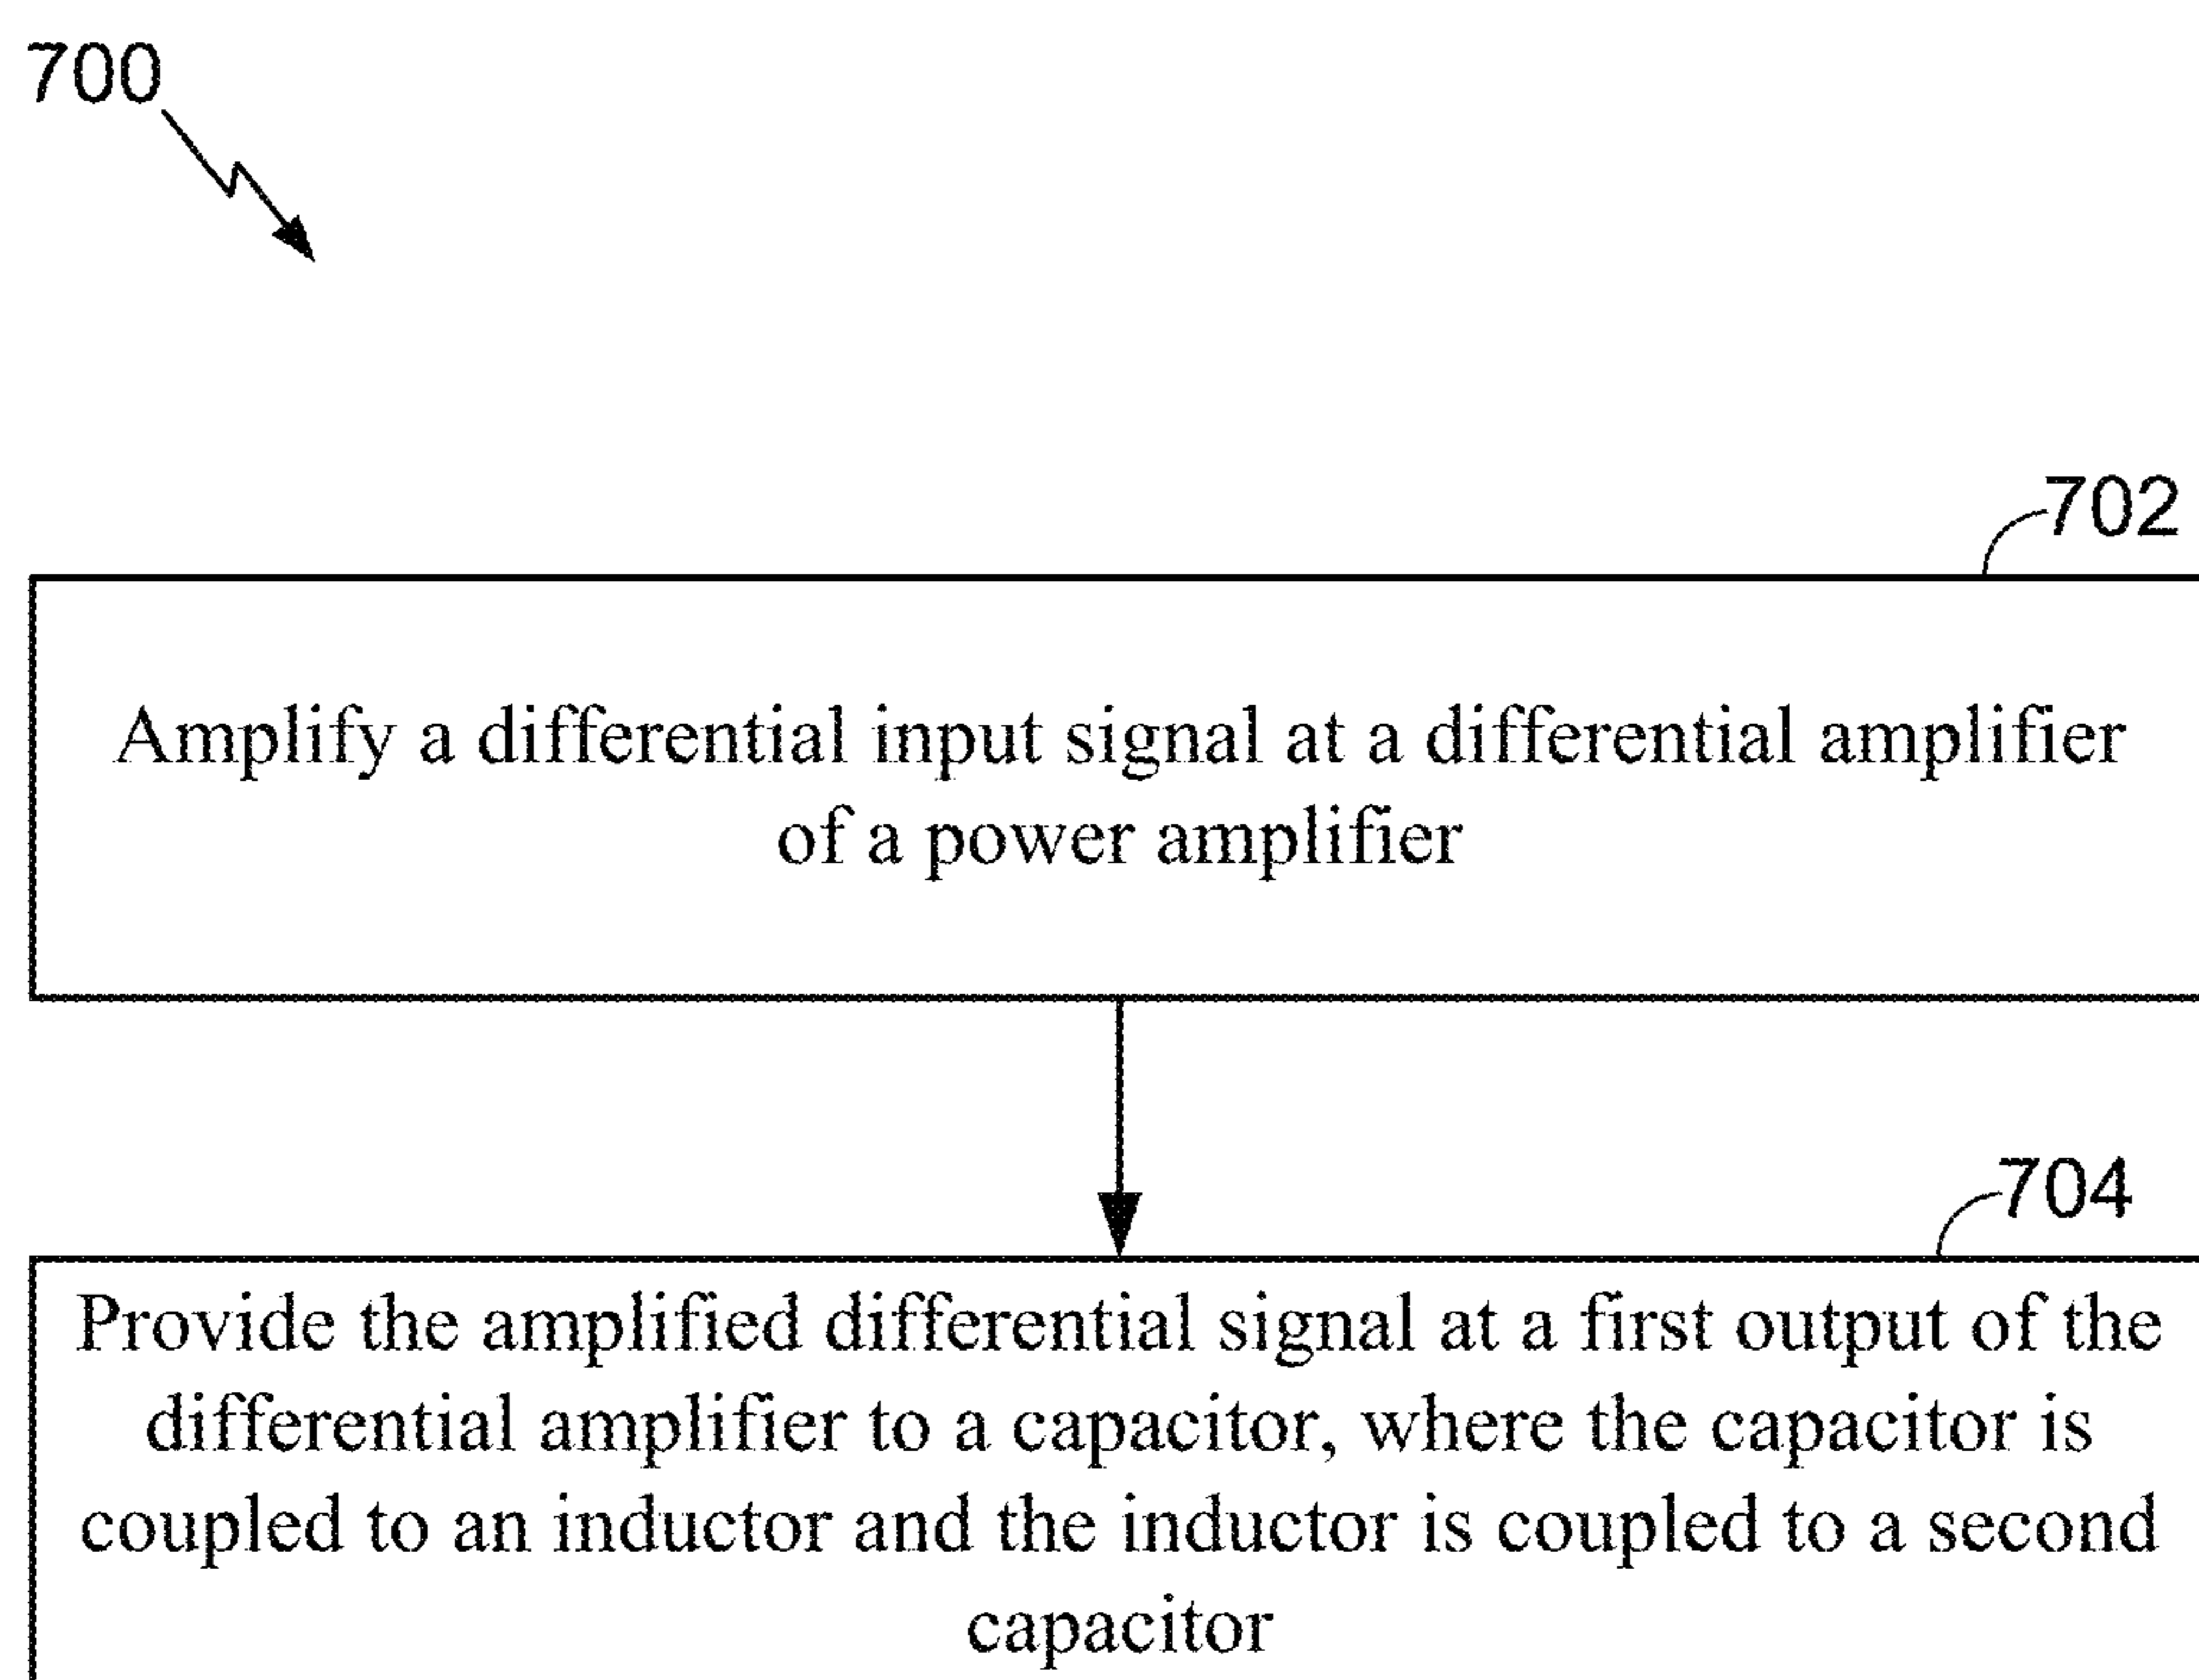 700
702
Amplify a differential input signal at a differential amplifier
of a power amplifier
704
Provide the amplified differential signal at a first output of the
differential amplifier to a capacitor, where the capacitor is
coupled to an inductor and the inductor is coupled to a second
capacitor